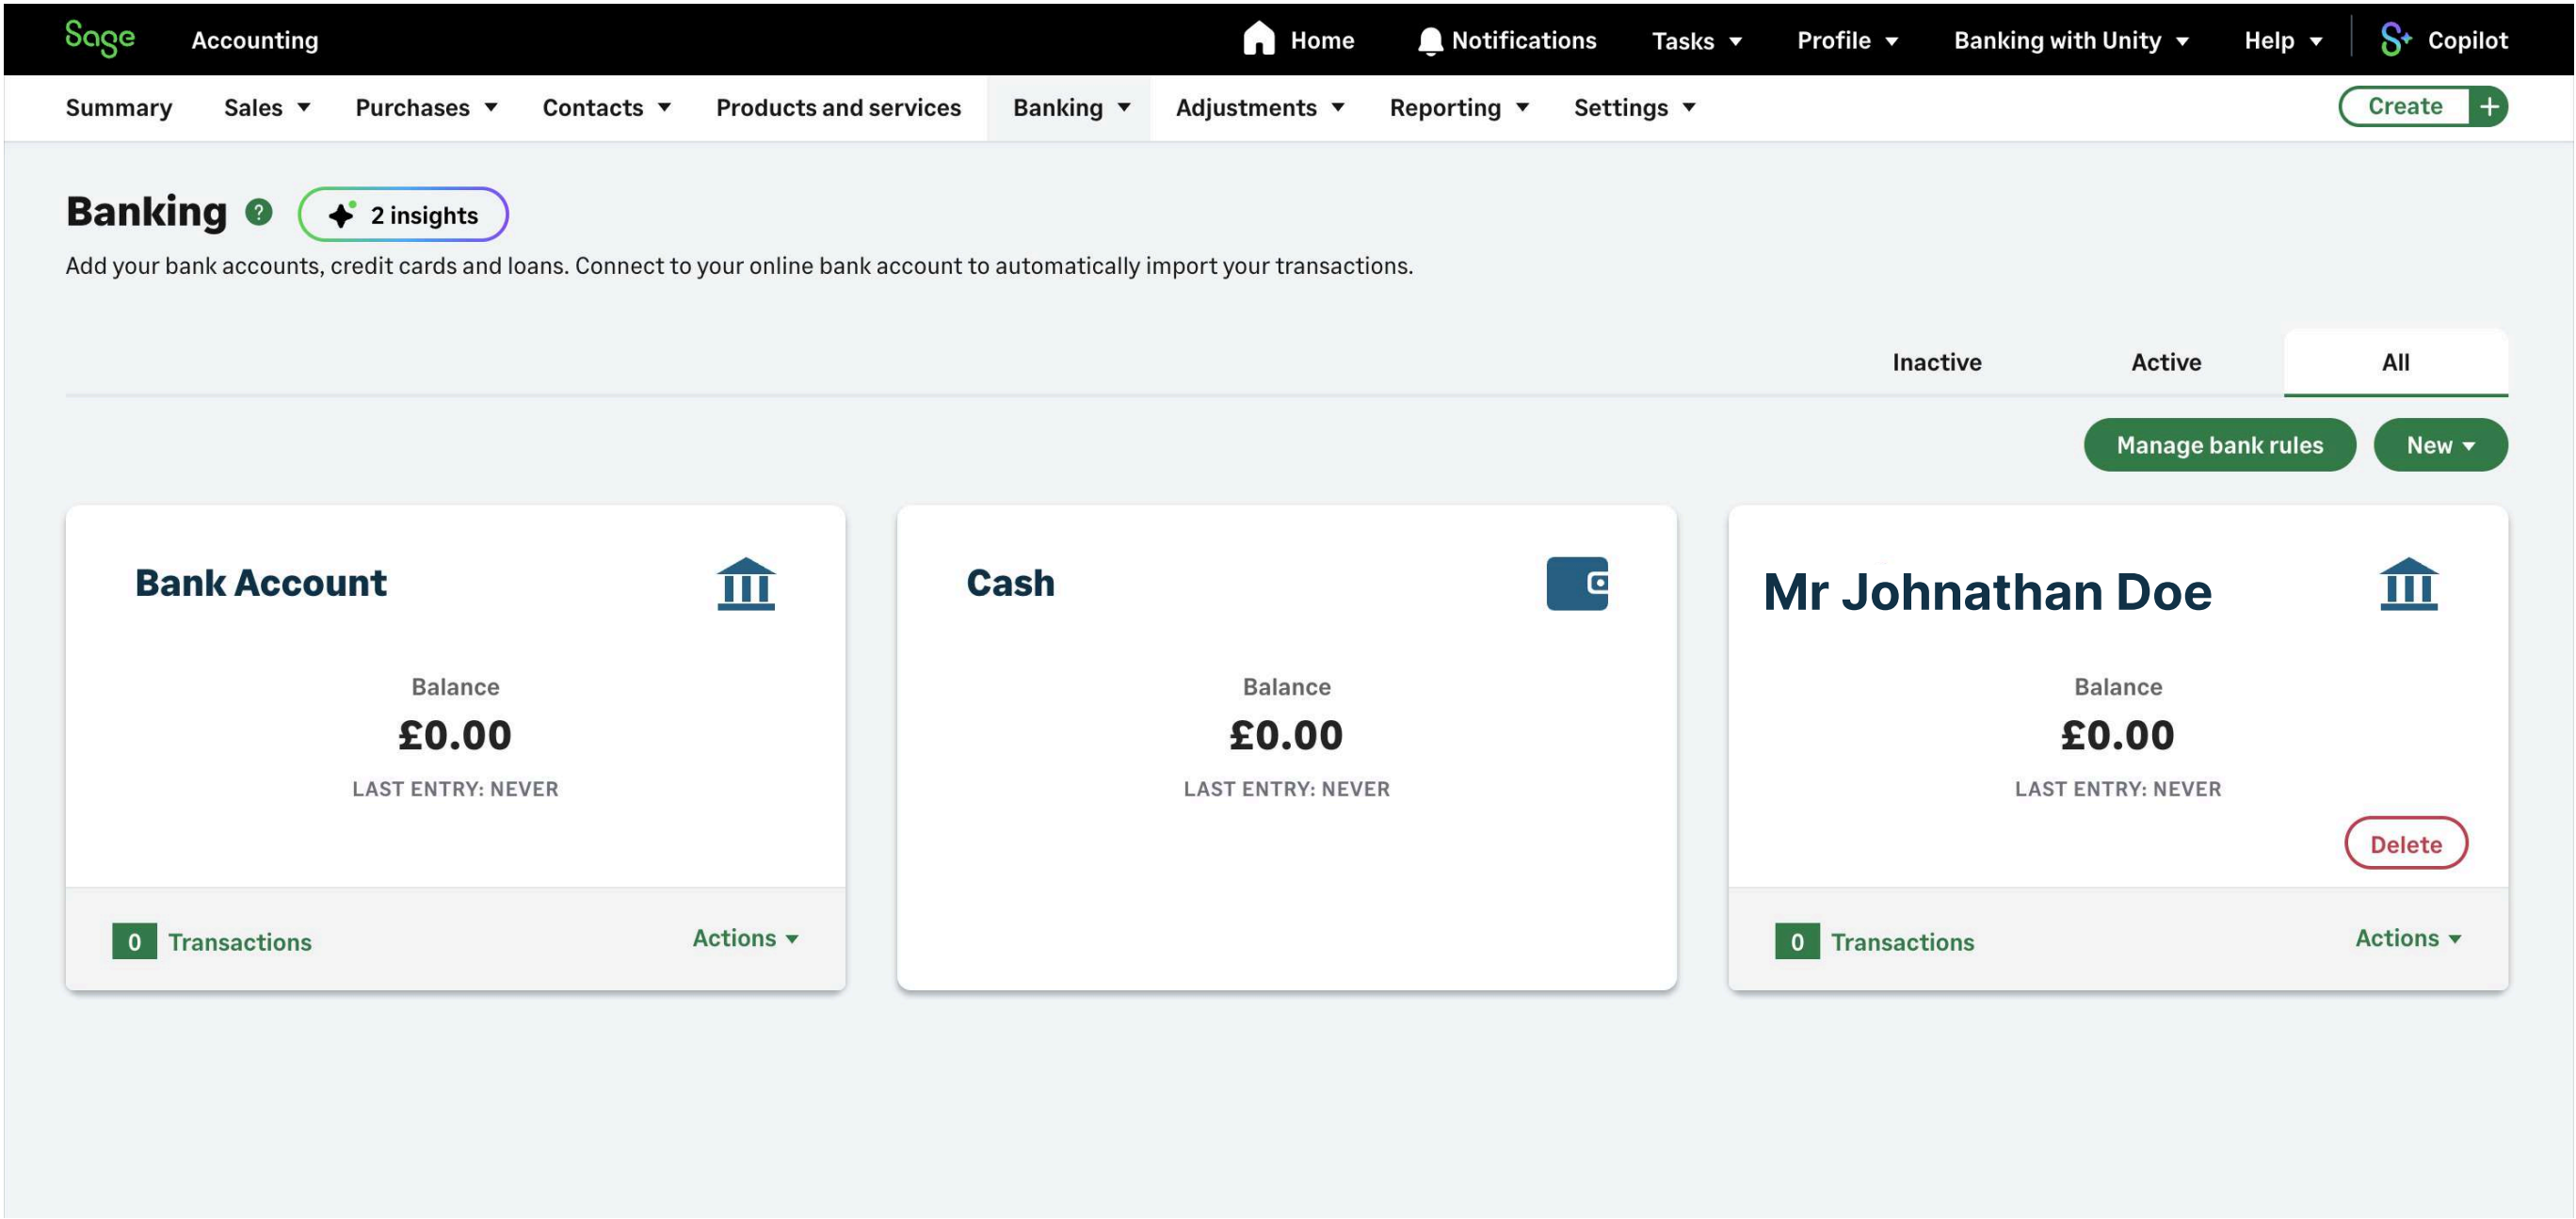 Sage Accounting Home Notifications Tasks Profile Banking with Unity Help Copilot
Summary Sales Purchases Contacts Products and services Banking Adjustments Reporting Settings Create +
Banking ? 2 insights
Add your bank accounts, credit cards and loans. Connect to your online bank account to automatically import your transactions.
Inactive Active All
Manage bank rules New
Bank Account
Balance
£0.00
LAST ENTRY: NEVER
0 Transactions Actions
Cash
Balance
£0.00
LAST ENTRY: NEVER
Mr Johnathan Doe
Balance
£0.00
LAST ENTRY: NEVER
Delete
0 Transactions Actions